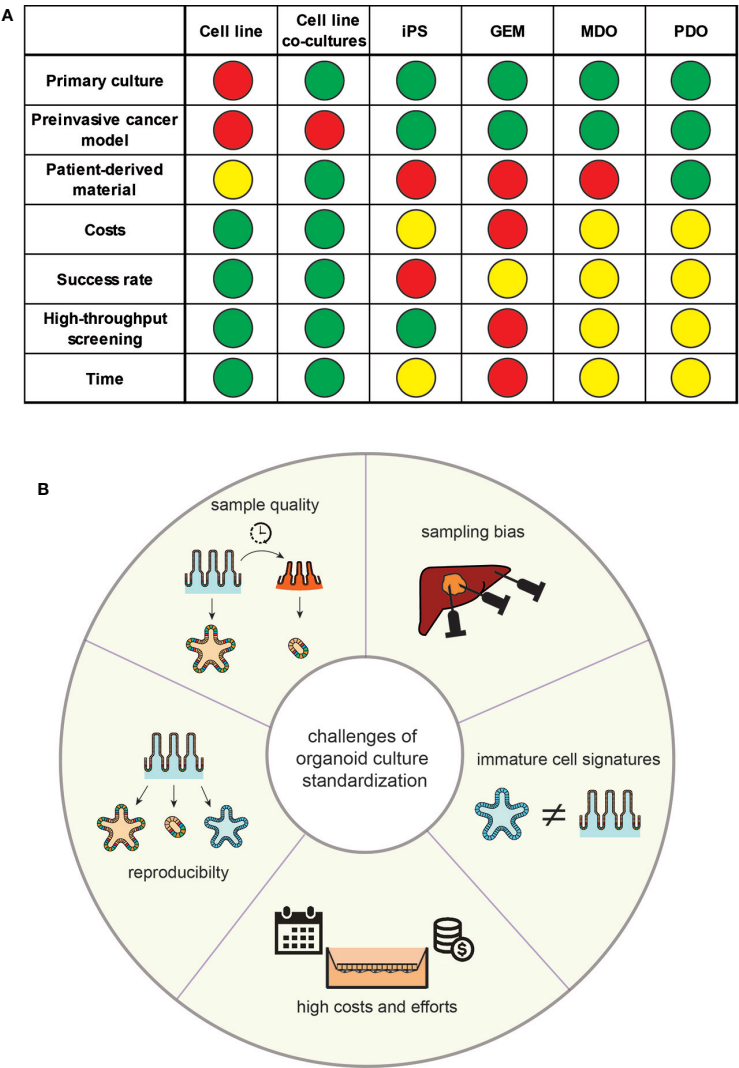 A
Cell line
Cell line
co-cultures
iPS
GEM
MDO
PDO
Primary culture
Preinvasive cancer
model
Patient-derived
material
Costs
Success rate
High-throughput
screening
Time
B
sample quality
sampling bias
challenges of
organoid culture
standardization
immature cell signatures
≠
reproducibilty
$
high costs and efforts